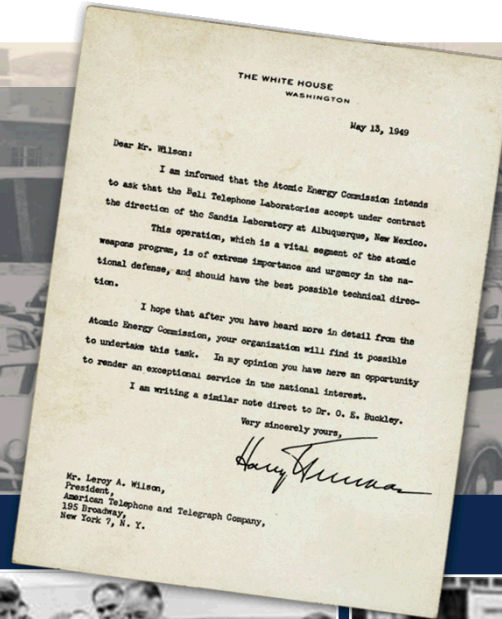 THE WHITE HOUSE
WASHINGTON
May 13, 1949
Dear Mr. Wilson:
I am informed that the Atomic Energy Commission intends
to ask that the Bell Telephone Laboratories accept under contract
the direction of the Sandia Laboratory at Albuquerque, New Mexico.
This operation, which is a vital segment of the atomic
weapons program, is of extreme importance and urgency in the na-
tional defense, and should have the best possible technical direc-
tion.
I hope that after you have heard more in detail from the
Atomic Energy Commission, your organization will find it possible
to undertake this task. In my opinion you have here an opportunity
to render an exceptional service in the national interest.
I am writing a similar note direct to Dr. O. E. Buckley.
Very sincerely yours,
Harry Truman
Mr. Leroy A. Wilson,
President,
American Telephone and Telegraph Company,
195 Broadway,
New York 7, N. Y.